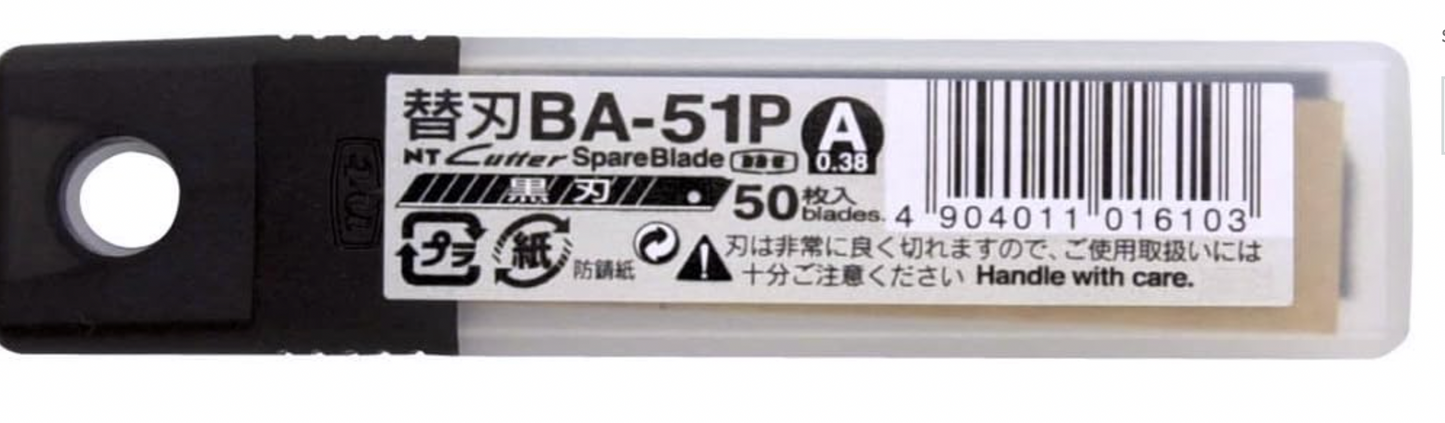 替刃BA-51P A
0.38
NT Cutter Spare Blade
黒刃
50枚入
blades.
4 904011 016103
プラ 紙 防錆紙
刃は非常に良く切れますので、ご使用取扱いには
十分ご注意ください Handle with care.
NT